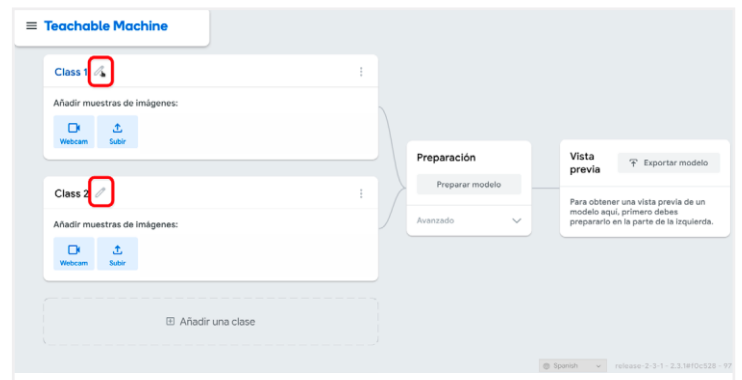 Teachable Machine
Class 1
Añadir muestras de imágenes:
Webcam
Subir
Class 2
Añadir muestras de imágenes:
Webcam
Subir
Añadir una clase
Preparación
Preparar modelo
Avanzado
Vista previa
Exportar modelo
Para obtener una vista previa de un
modelo aquí, primero debes
prepararlo en la parte de la izquierda.
Spanish